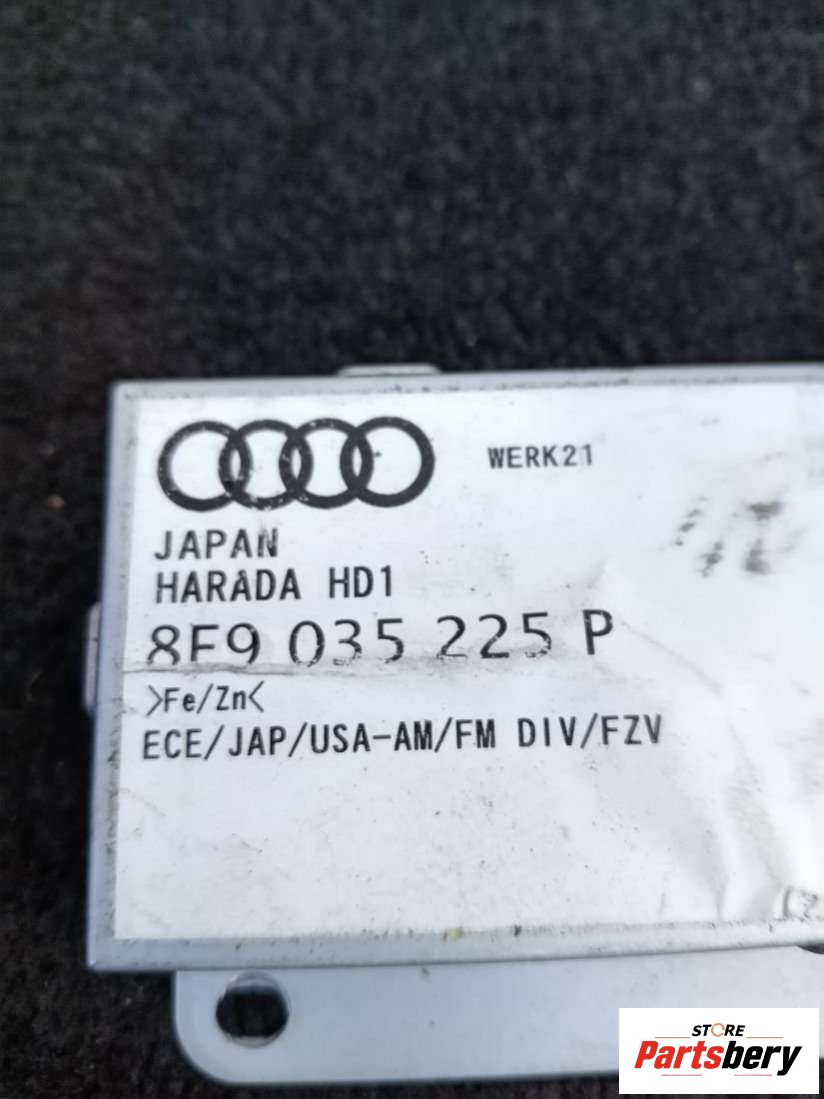 WERK21
JAPAN
HARADA HD1
8F9 035 225 P
>Fe/Zn<
ECE/JAP/USA-AM/FM DIV/FZV
STORE
Partsbery